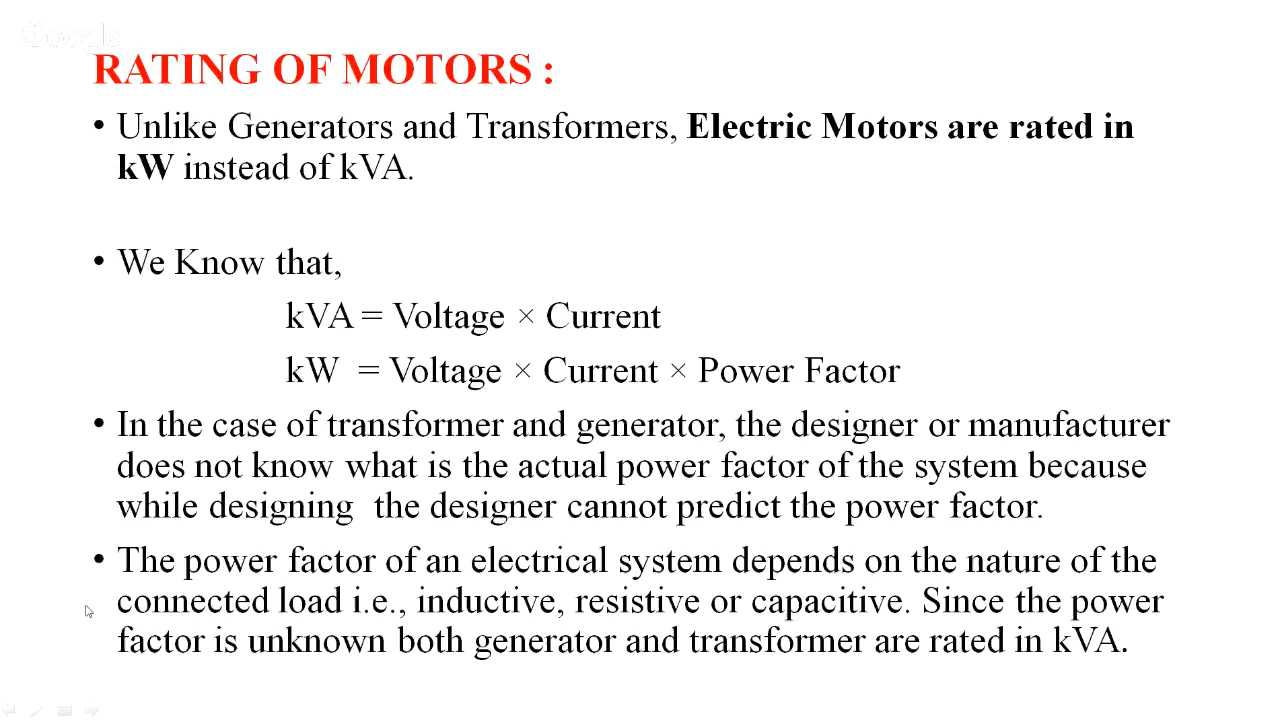 Google
RATING OF MOTORS :
• Unlike Generators and Transformers, Electric Motors are rated in
kW instead of kVA.
• We Know that,
kVA = Voltage × Current
kW = Voltage × Current × Power Factor
• In the case of transformer and generator, the designer or manufacturer
does not know what is the actual power factor of the system because
while designing the designer cannot predict the power factor.
• The power factor of an electrical system depends on the nature of the
connected load i.e., inductive, resistive or capacitive. Since the power
factor is unknown both generator and transformer are rated in kVA.